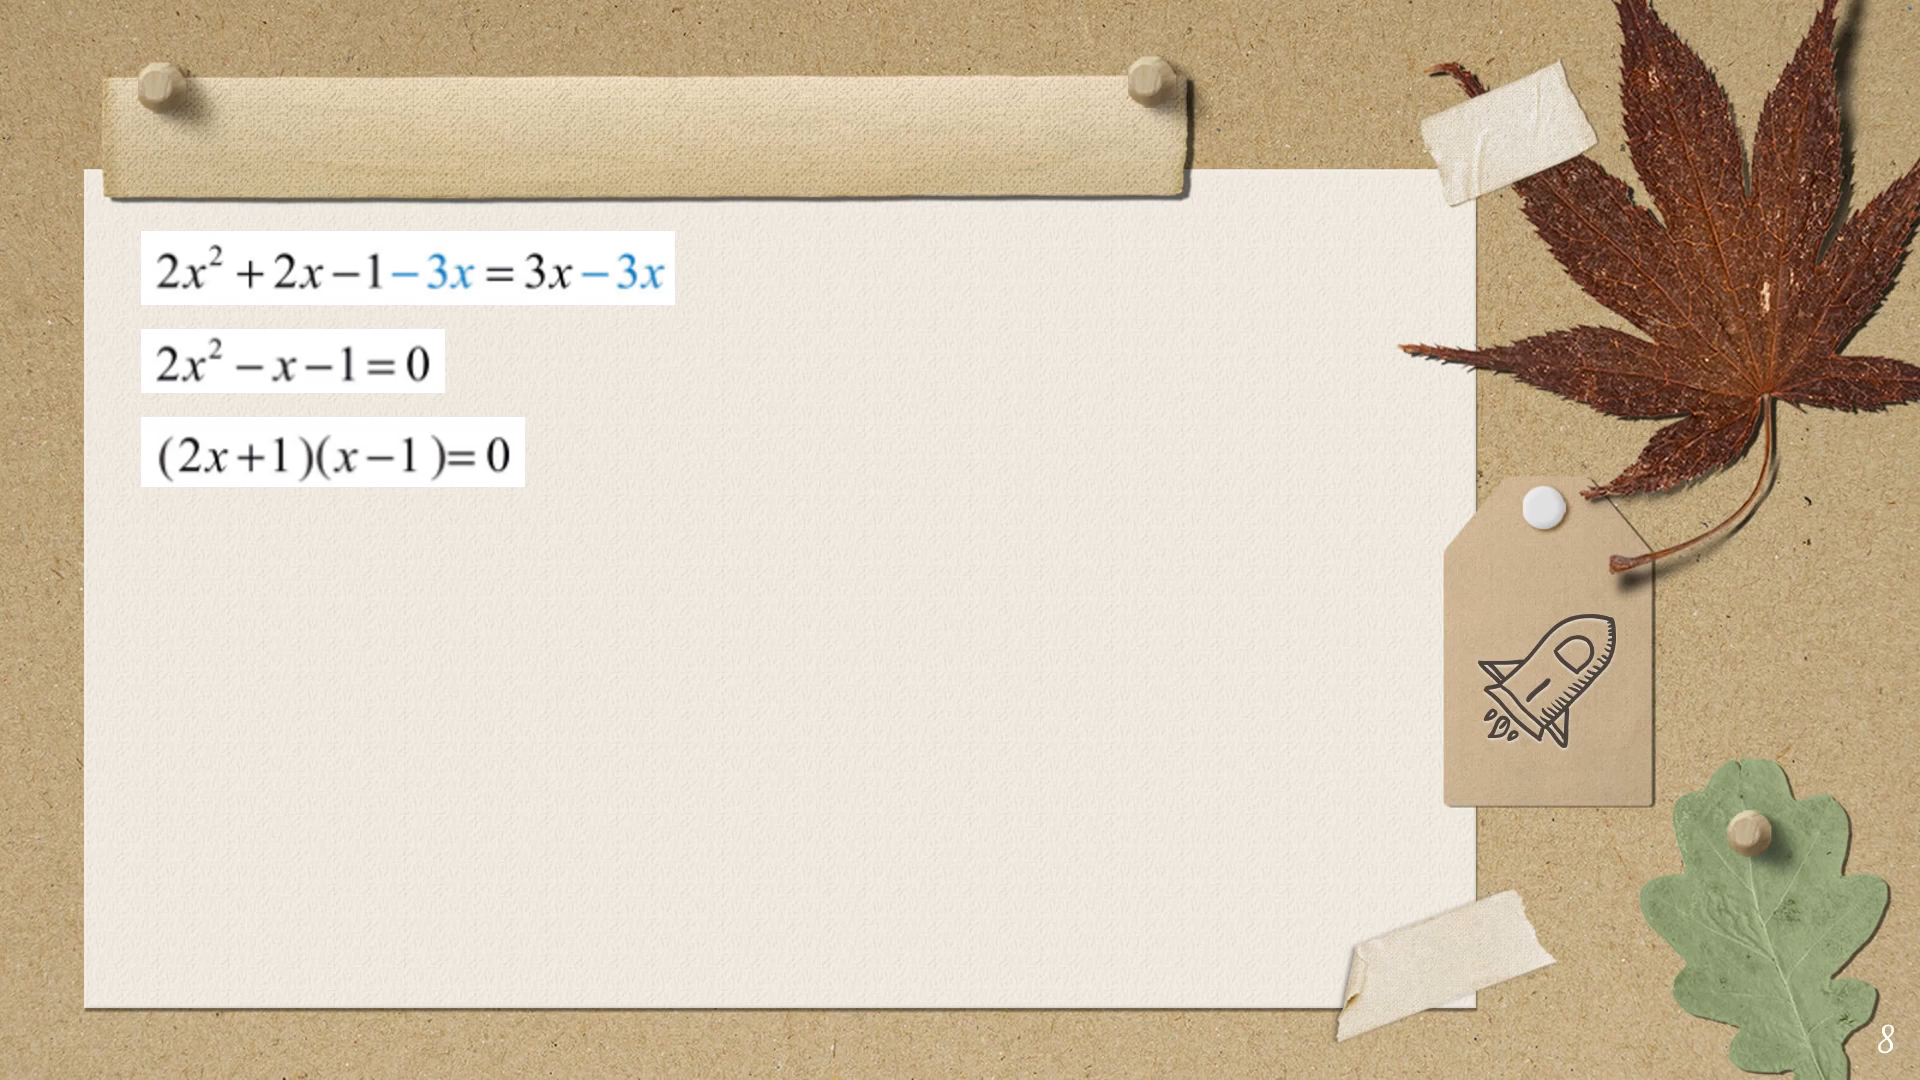 2x² + 2x − 1 − 3x = 3x − 3x
2x² − x − 1 = 0
(2x + 1)(x − 1) = 0
8